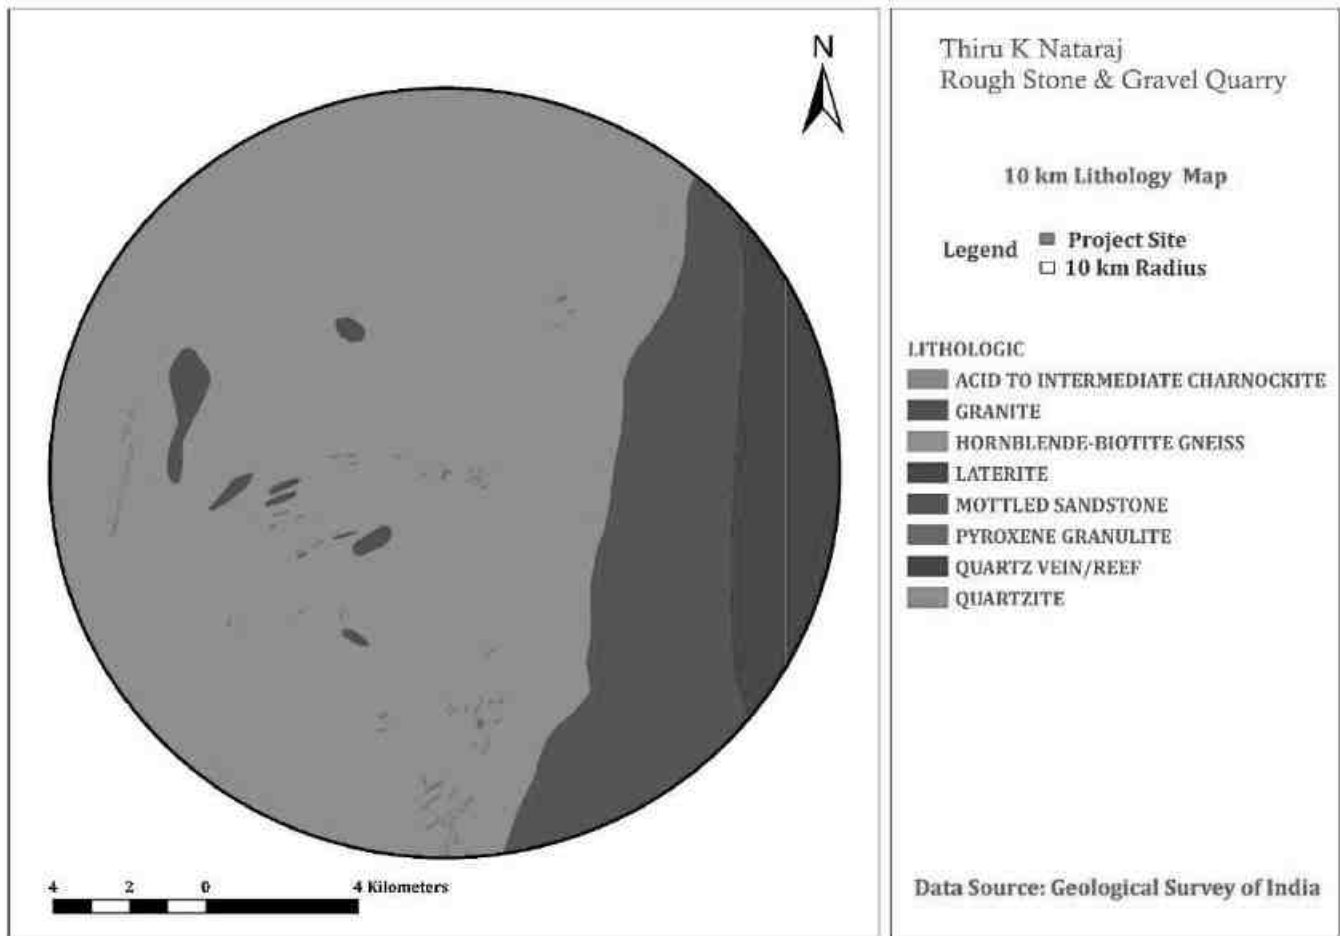 N
4 2 0 4 Kilometers
Thiru K Nataraj
Rough Stone & Gravel Quarry
10 km Lithology Map
Legend
Project Site
10 km Radius
LITHOLOGIC
ACID TO INTERMEDIATE CHARNOCKITE
GRANITE
HORNBLENDE-BIOTITE GNEISS
LATERITE
MOTTLED SANDSTONE
PYROXENE GRANULITE
QUARTZ VEIN/REEF
QUARTZITE
Data Source: Geological Survey of India